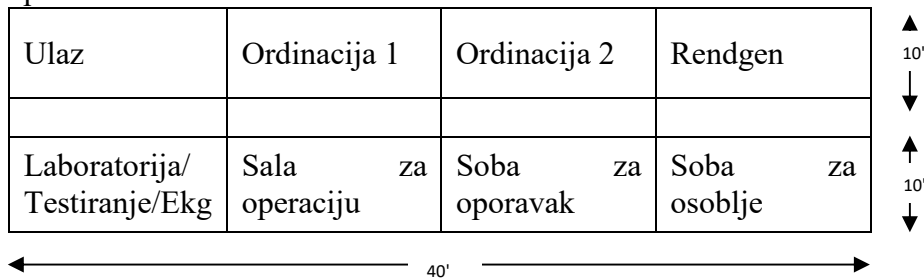 Ulaz
Ordinacija 1
Ordinacija 2
Rendgen
10'
Laboratorija/
Testiranje/Ekg
Sala za
operaciju
Soba za
oporavak
Soba za
osoblje
10'
40'